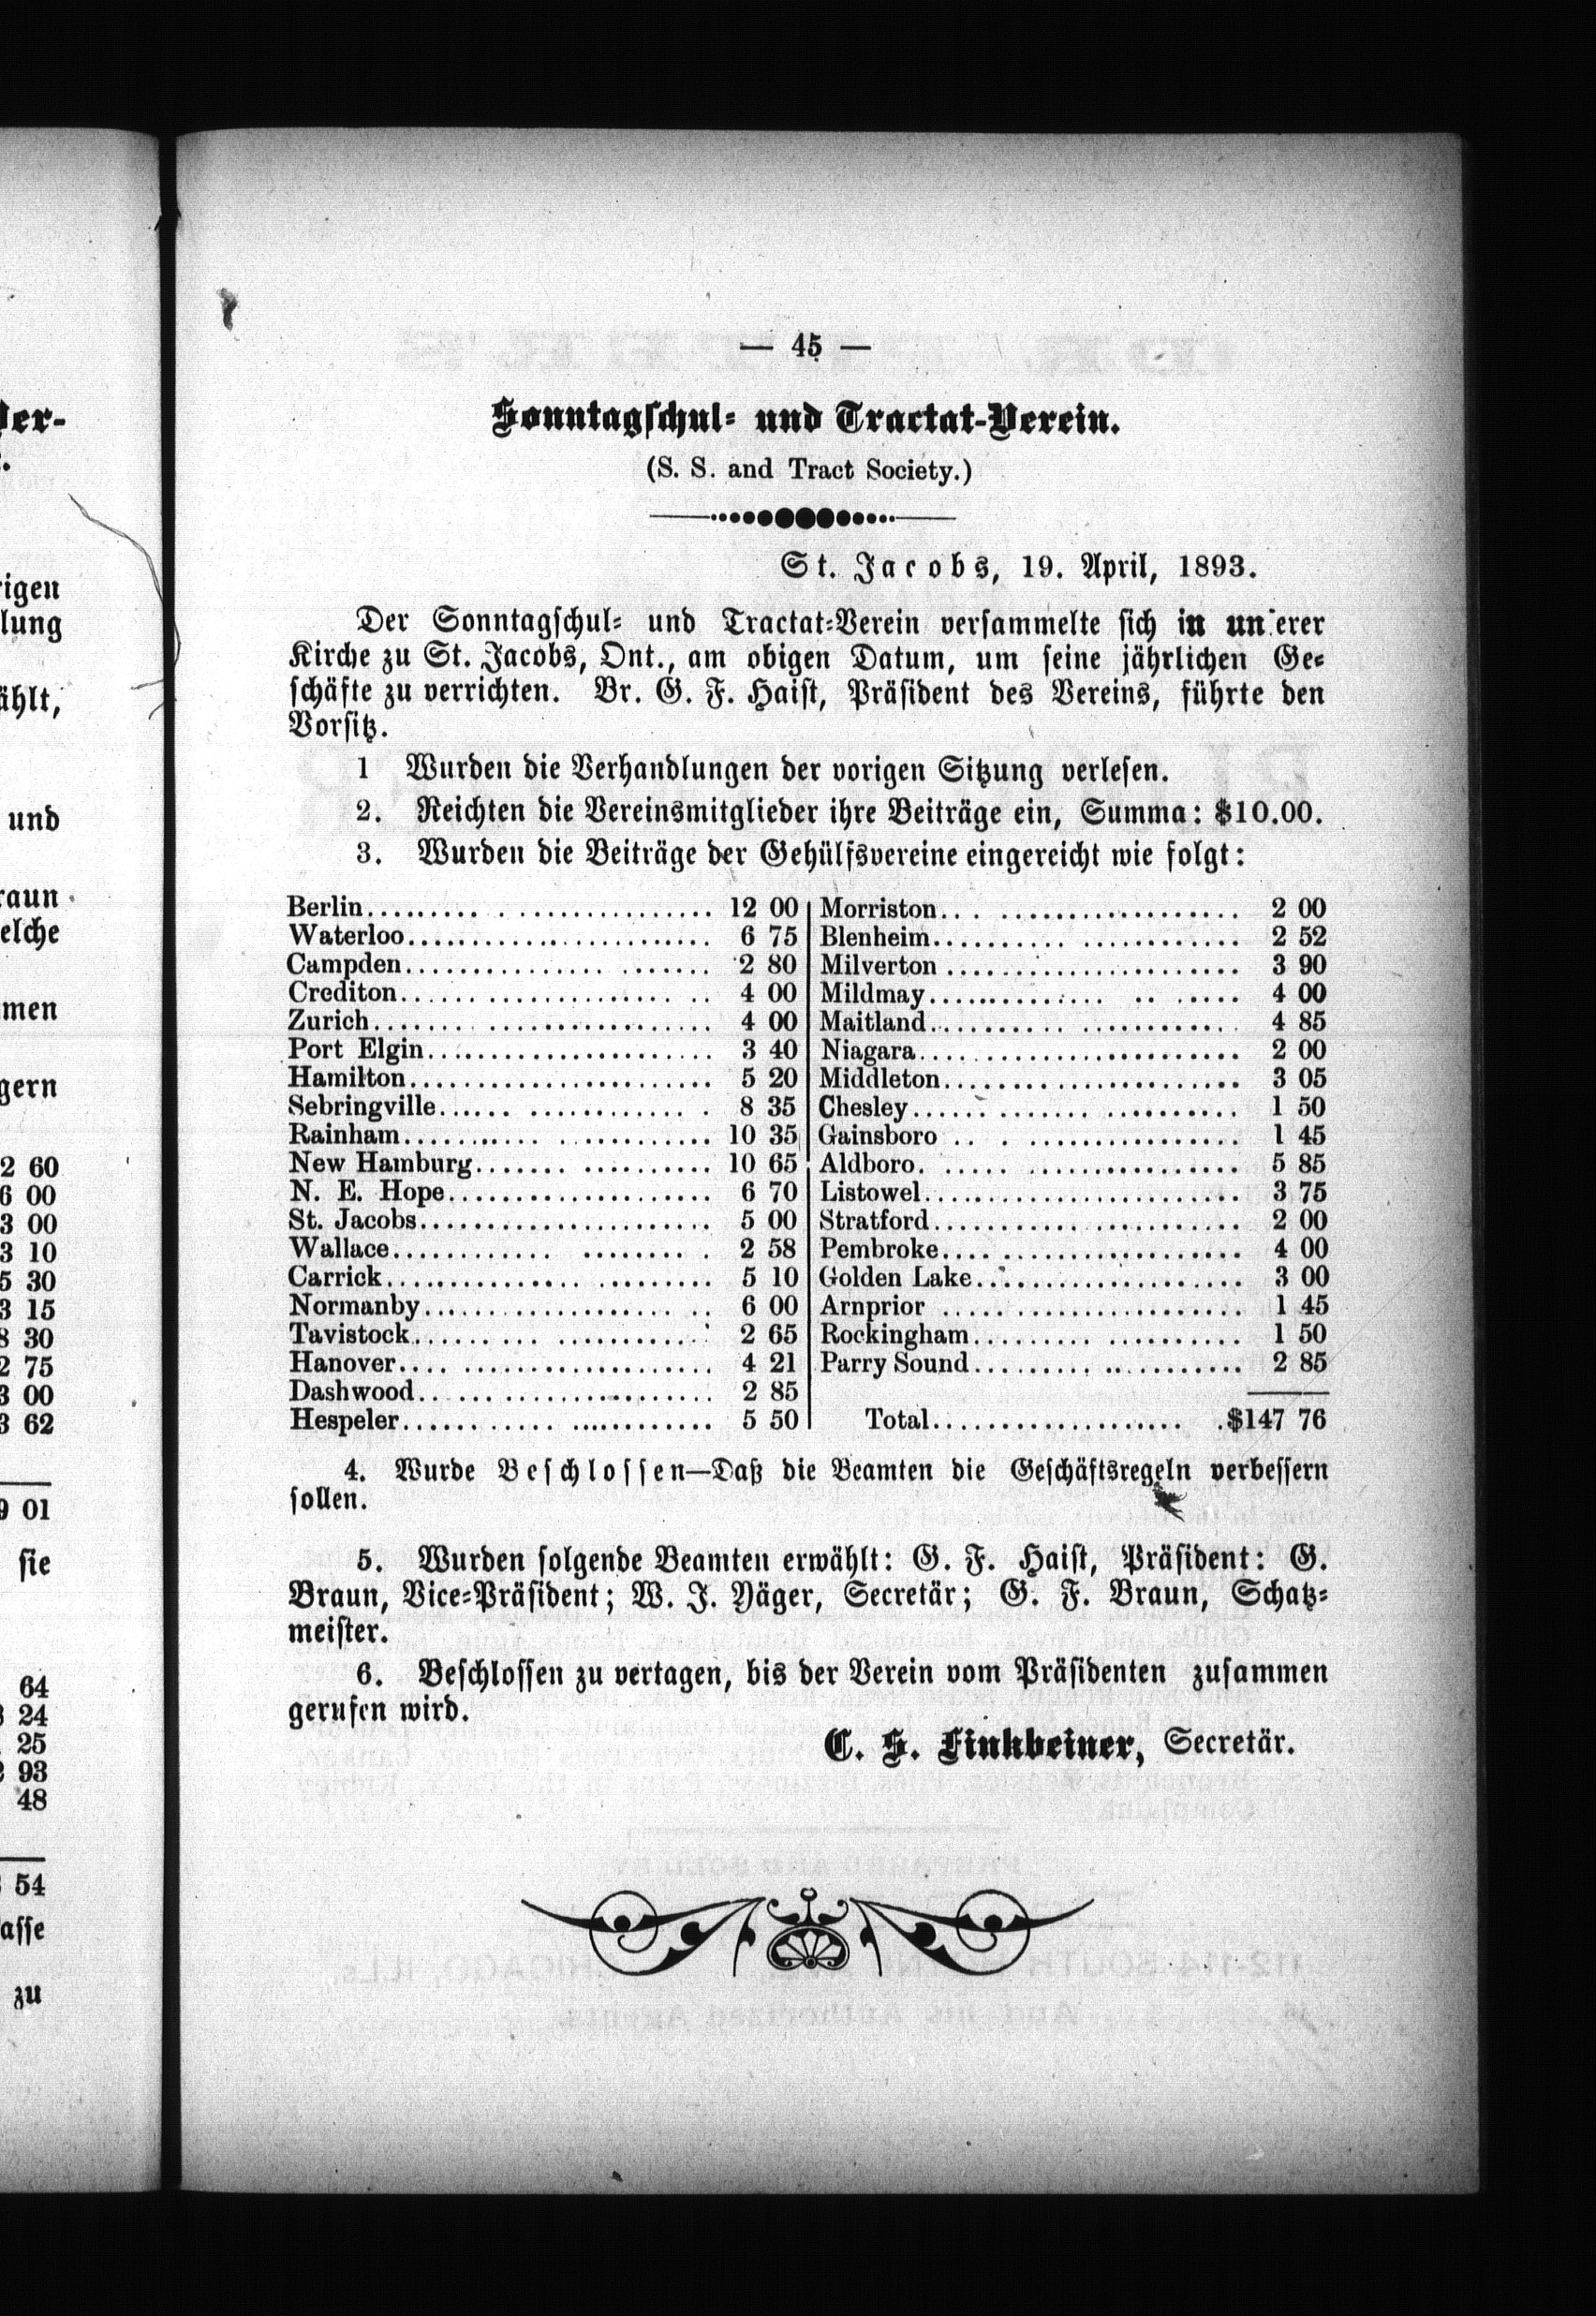 — 45 —
Sonntagschul- und Tractat-Verein.
(S. S. and Tract Society.)
St. Jacobs, 19. April, 1893.
Der Sonntagschul- und Tractat-Verein versammelte sich in un erer
Kirche zu St. Jacobs, Ont., am obigen Datum, um seine jährlichen Ge-
schäfte zu verrichten. Br. G. F. Haist, Präsident des Vereins, führte den
Vorsitz.
1 Wurden die Verhandlungen der vorigen Sitzung verlesen.
2. Reichten die Vereinsmitglieder ihre Beiträge ein, Summa: $10.00.
3. Wurden die Beiträge der Gehülfsvereine eingereicht wie folgt:
Berlin 12 00
Waterloo 6 75
Campden 2 80
Crediton 4 00
Zurich 4 00
Port Elgin 3 40
Hamilton 5 20
Sebringville 8 35
Rainham 10 35
New Hamburg 10 65
N. E. Hope 6 70
St. Jacobs 5 00
Wallace 2 58
Carrick 5 10
Normanby 6 00
Tavistock 2 65
Hanover 4 21
Dashwood 2 85
Hespeler 5 50
Morriston 2 00
Blenheim 2 52
Milverton 3 90
Mildmay 4 00
Maitland 4 85
Niagara 2 00
Middleton 3 05
Chesley 1 50
Gainsboro 1 45
Aldboro 5 85
Listowel 3 75
Stratford 2 00
Pembroke 4 00
Golden Lake 3 00
Arnprior 1 45
Rockingham 1 50
Parry Sound 2 85
Total $147 76
4. Wurde Beschlossen—Daß die Beamten die Geschäftsregeln verbessern
sollen.
5. Wurden folgende Beamten erwählt: G. F. Haist, Präsident: G.
Braun, Vice-Präsident; W. J. Yäger, Secretär; G. F. Braun, Schatz-
meister.
6. Beschlossen zu vertagen, bis der Verein vom Präsidenten zusammen
gerufen wird.
C. S. Finkbeiner, Secretär.